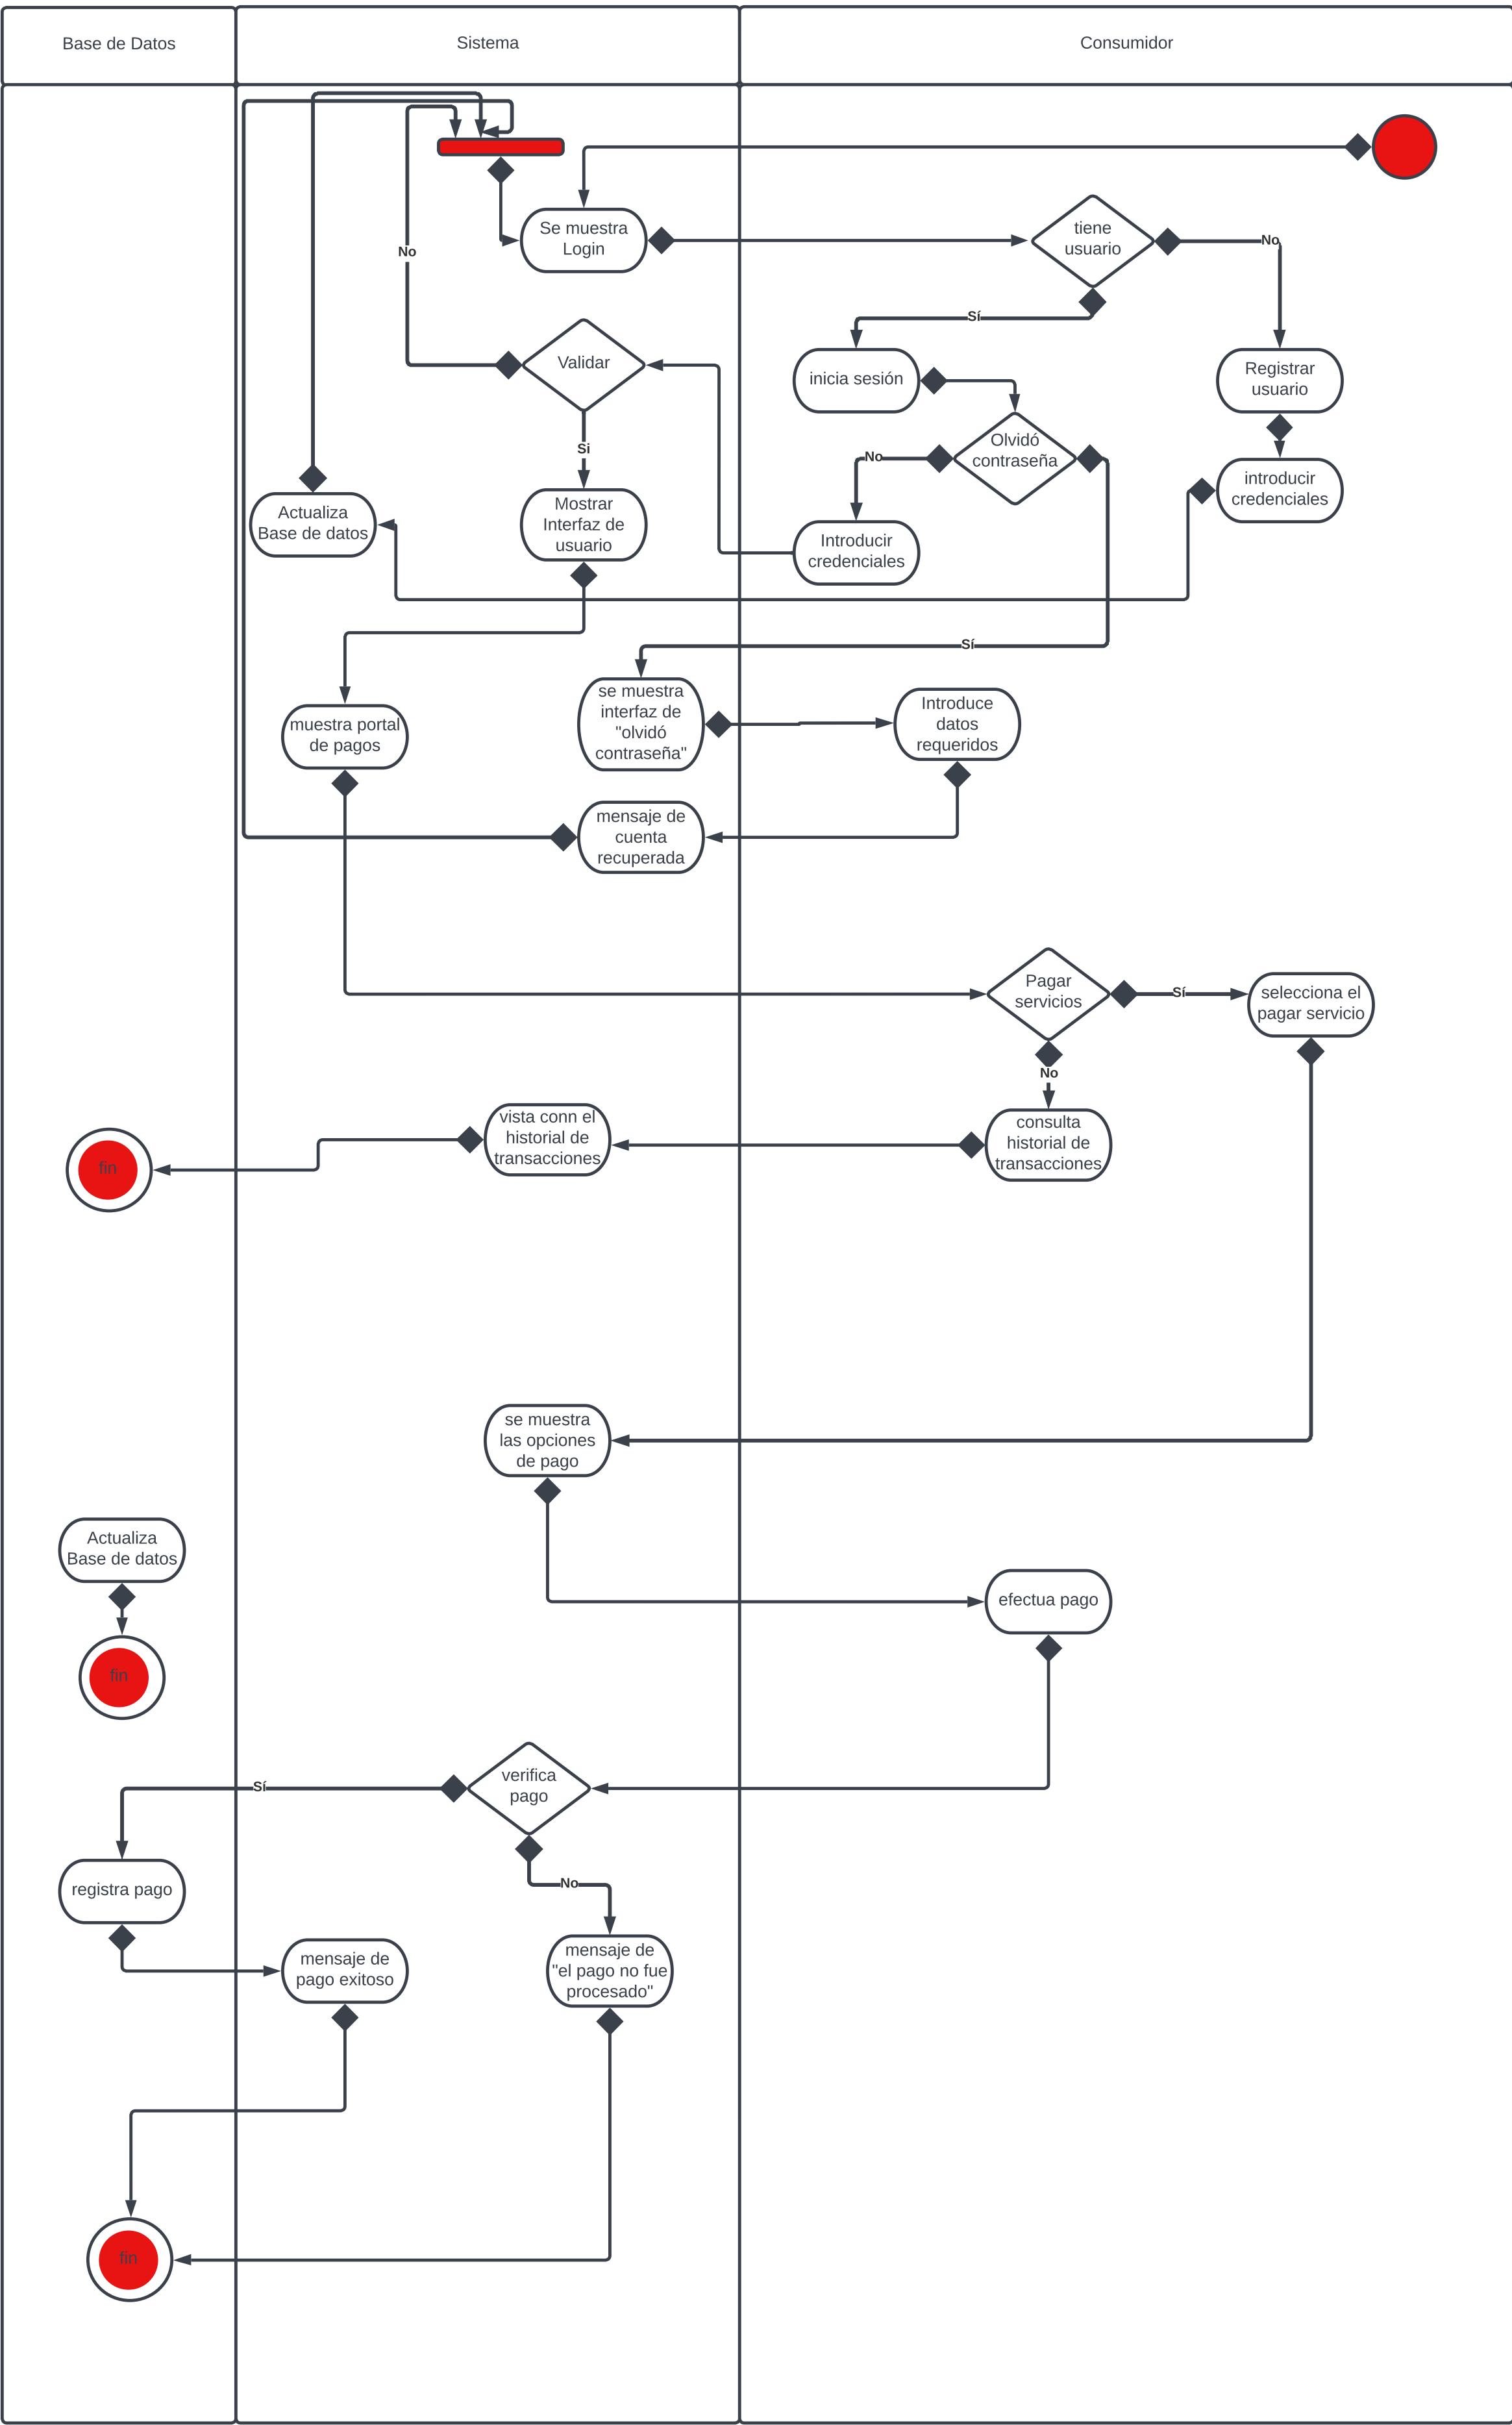 Base de Datos
Sistema
Consumidor
Se muestra
Login
tiene
usuario
No
No
Sí
Validar
inicia sesión
Registrar
usuario
Olvidó
contraseña
Si
No
introducir
credenciales
Actualiza
Base de datos
Mostrar
Interfaz de
usuario
Introducir
credenciales
Sí
muestra portal
de pagos
se muestra
interfaz de
"olvidó
contraseña"
Introduce
datos
requeridos
mensaje de
cuenta
recuperada
Pagar
servicios
Sí
selecciona el
pagar servicio
No
vista conn el
historial de
transacciones
consulta
historial de
transacciones
fin
se muestra
las opciones
de pago
Actualiza
Base de datos
efectua pago
fin
verifica
pago
Sí
No
registra pago
mensaje de
pago exitoso
mensaje de
"el pago no fue
procesado"
fin